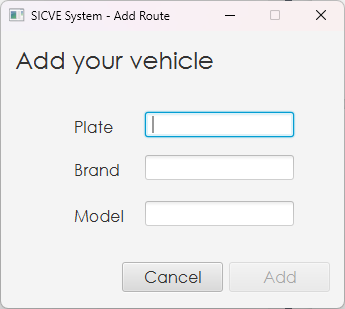 SICVE System - Add Route
Add your vehicle
Plate
Brand
Model
Cancel Add